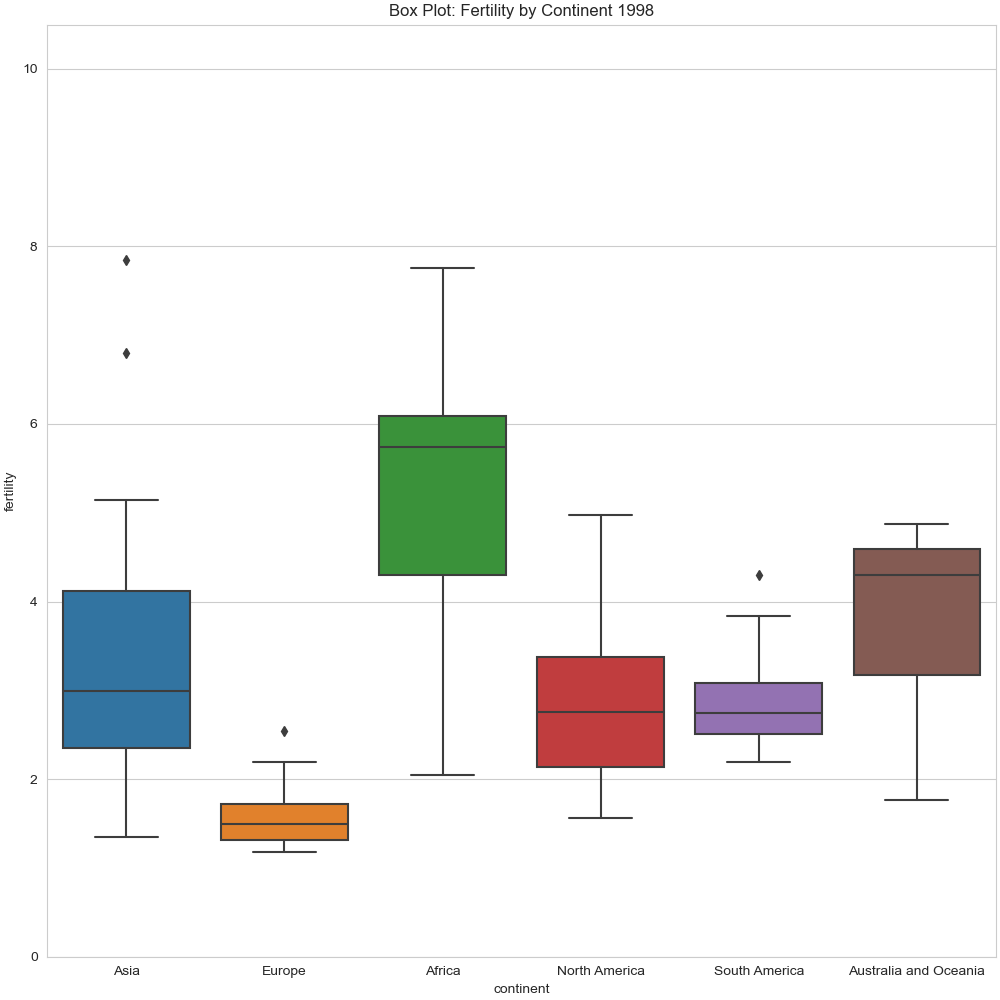 Box Plot: Fertility by Continent 1998
10
8
6
4
2
0
fertility
Asia
Europe
Africa
North America
South America
Australia and Oceania
continent